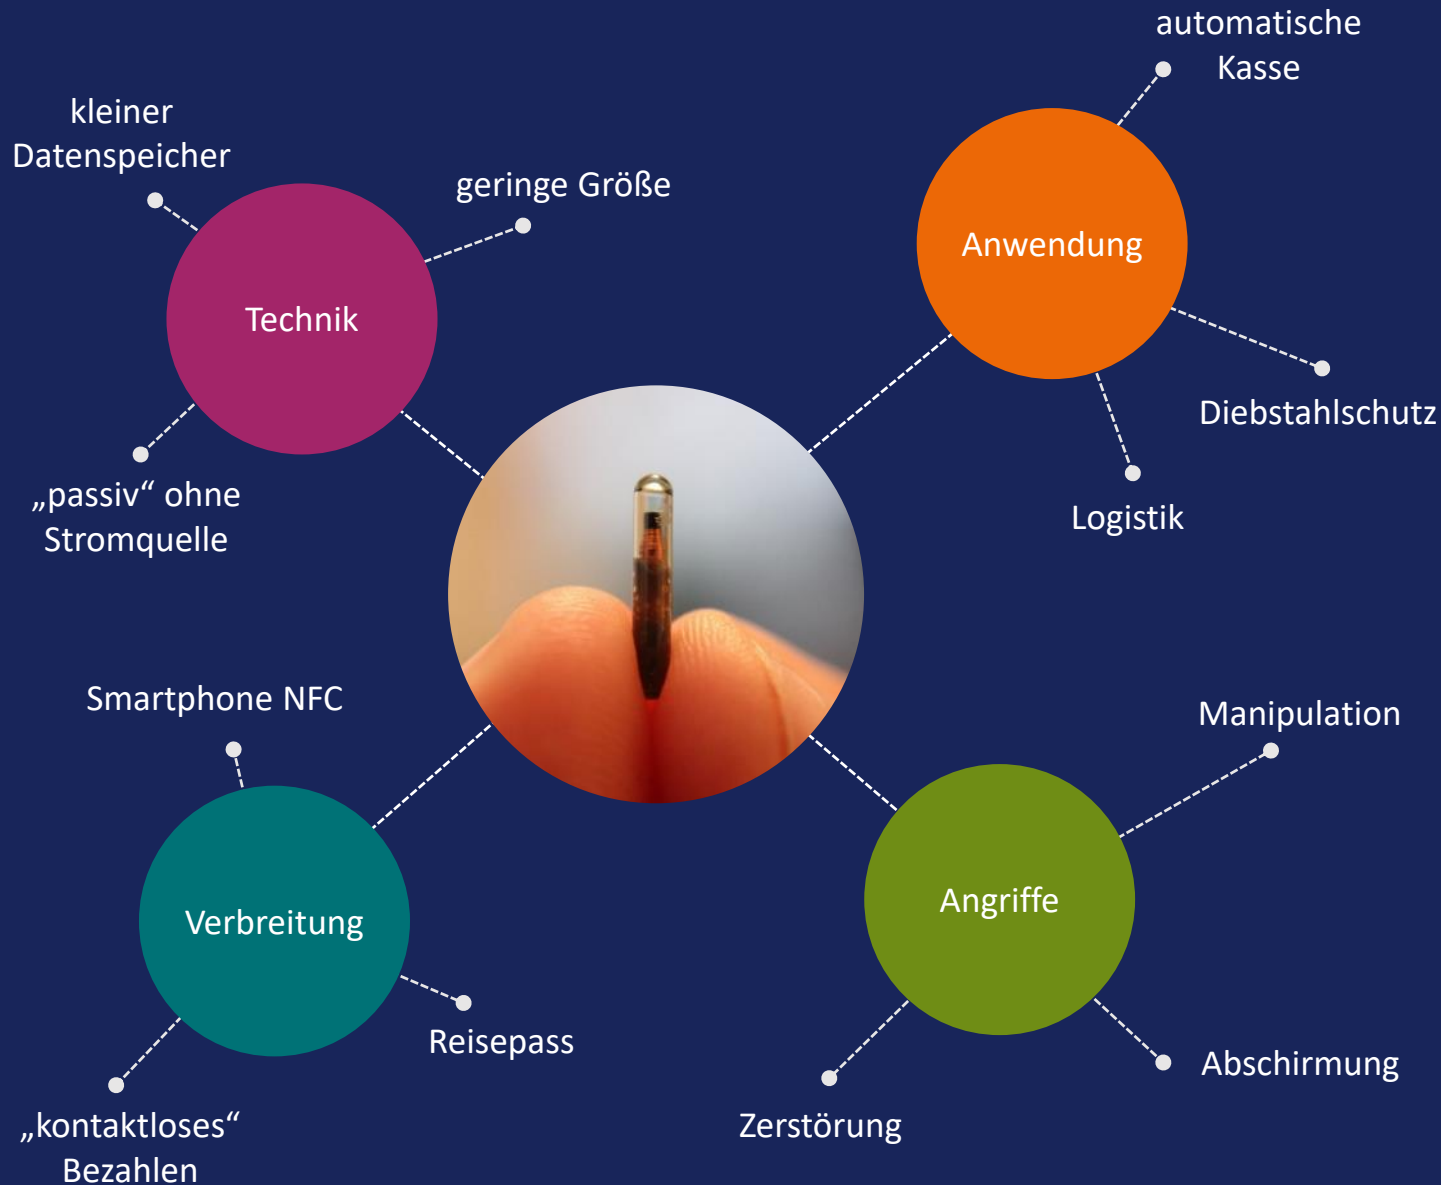 kleiner
Datenspeicher
geringe Größe
Technik
„passiv“ ohne
Stromquelle
automatische
Kasse
Anwendung
Diebstahlschutz
Logistik
Smartphone NFC
Verbreitung
Reisepass
„kontaktloses“
Bezahlen
Manipulation
Angriffe
Abschirmung
Zerstörung